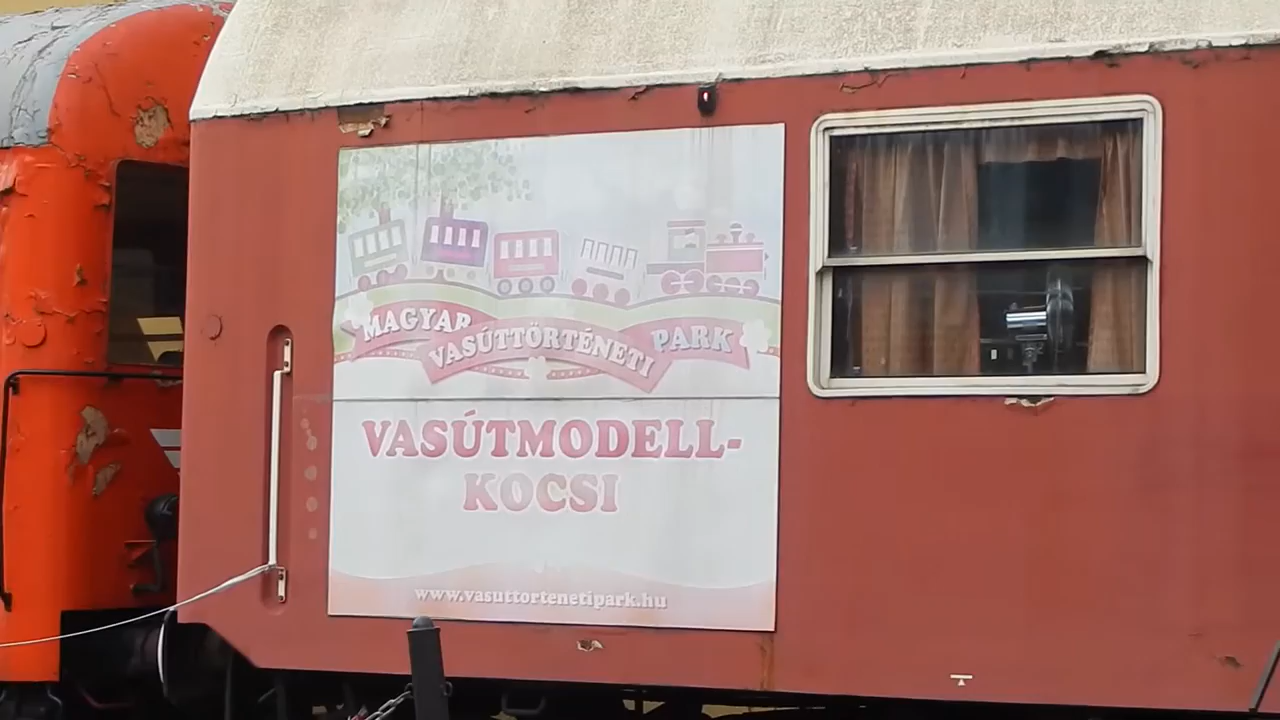 MAGYAR
VASÚTTÖRTÉNETI
PARK
VASÚTMODELL-
KOCSI
www.vasuttortenetipark.hu